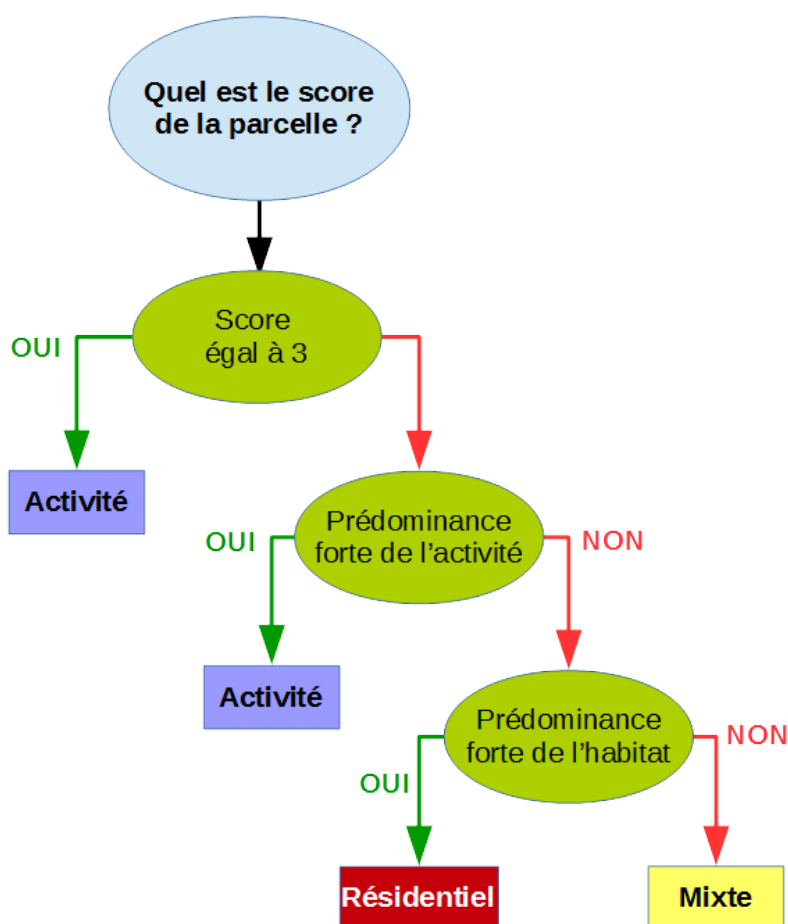 Quel est le score
de la parcelle ?
Score
égal à 3
OUI
Activité
Prédominance
forte de l’activité
OUI
NON
Activité
Prédominance
forte de l’habitat
NON
OUI
Résidentiel
Mixte